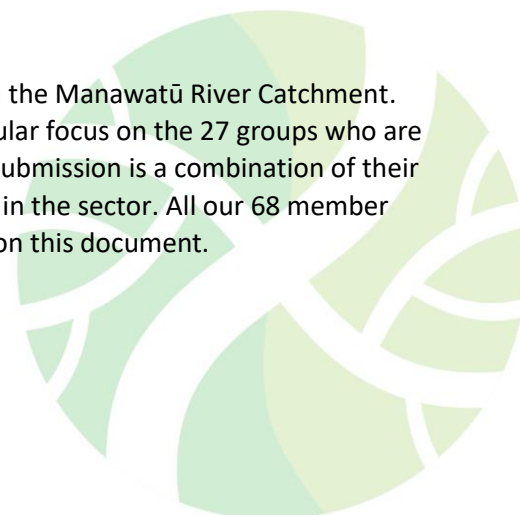 the Manawatū River Catchment.
ular focus on the 27 groups who are
ubmission is a combination of their
in the sector. All our 68 member
on this document.